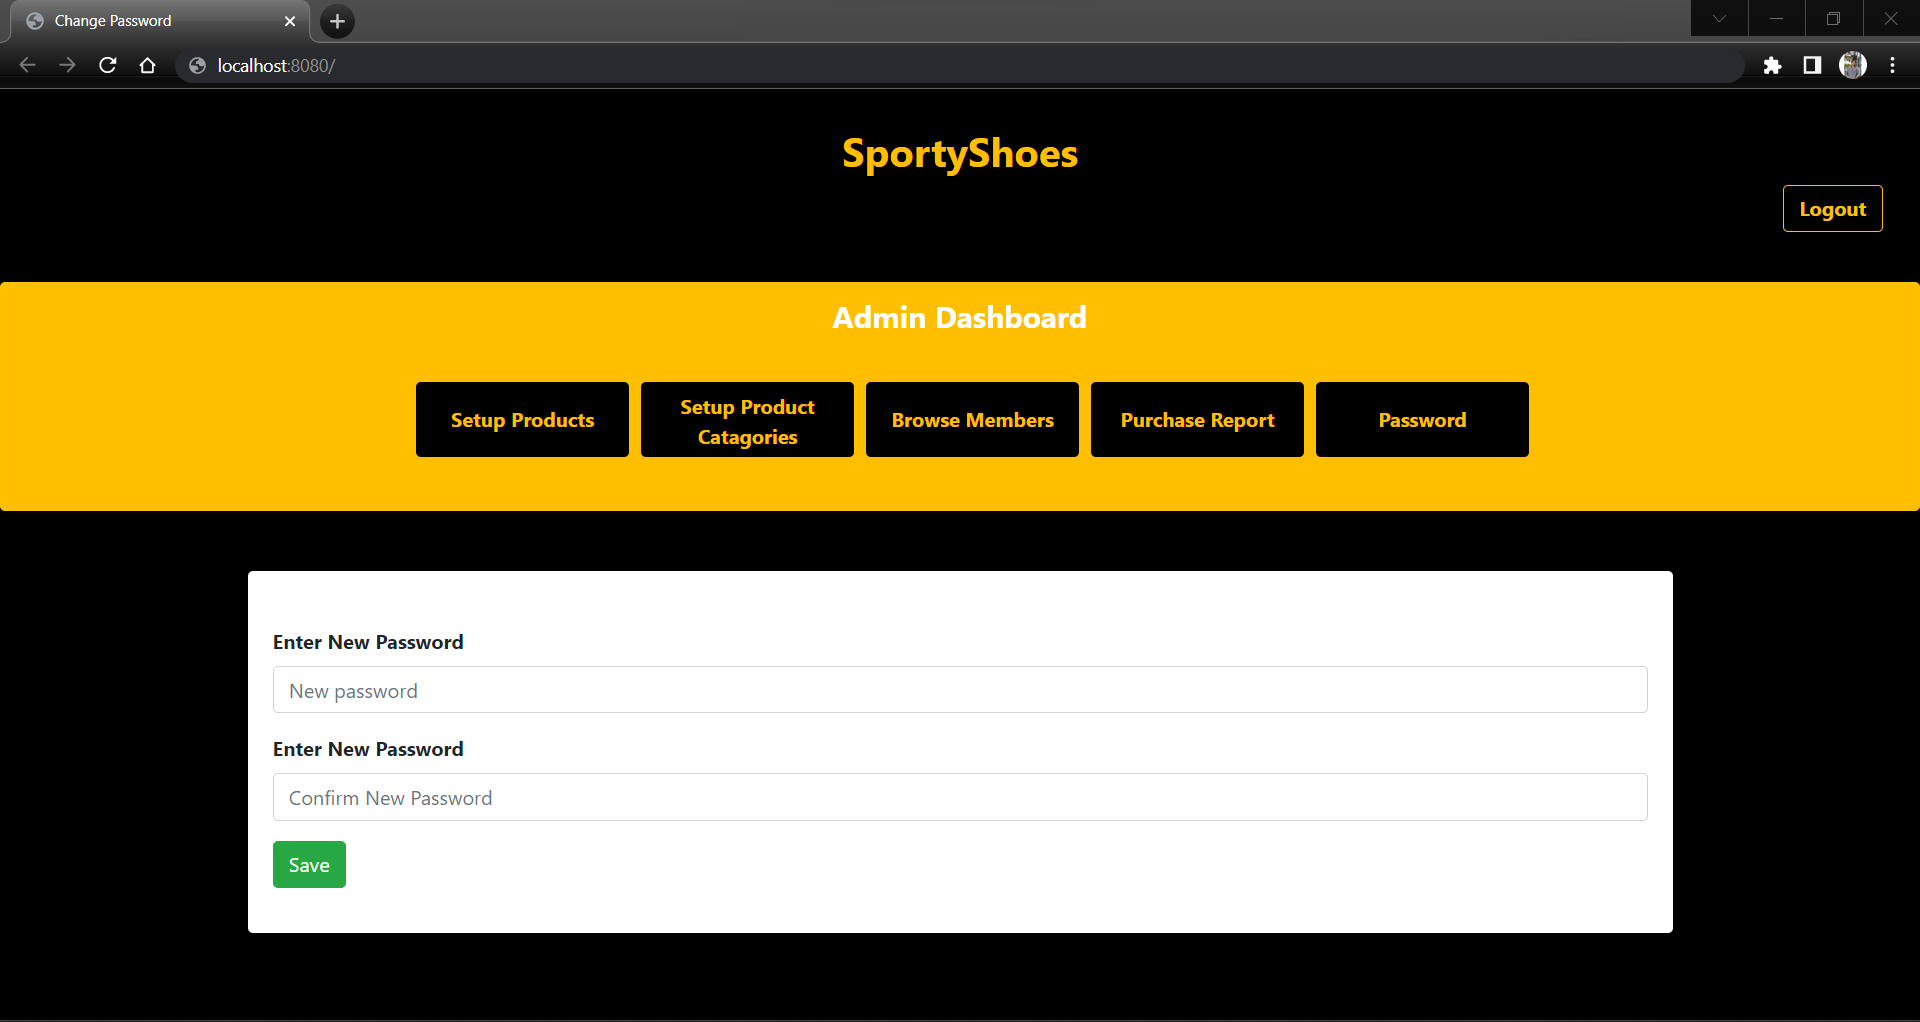 Change Password
localhost:8080/
SportyShoes
Logout
Admin Dashboard
Setup Products
Setup Product
Catagories
Browse Members
Purchase Report
Password
Enter New Password
New password
Enter New Password
Confirm New Password
Save